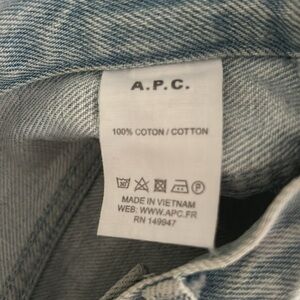 A.P.C.
100% COTON / COTTON
MADE IN VIETNAM
WEB: WWW.APC.FR
RN 149947